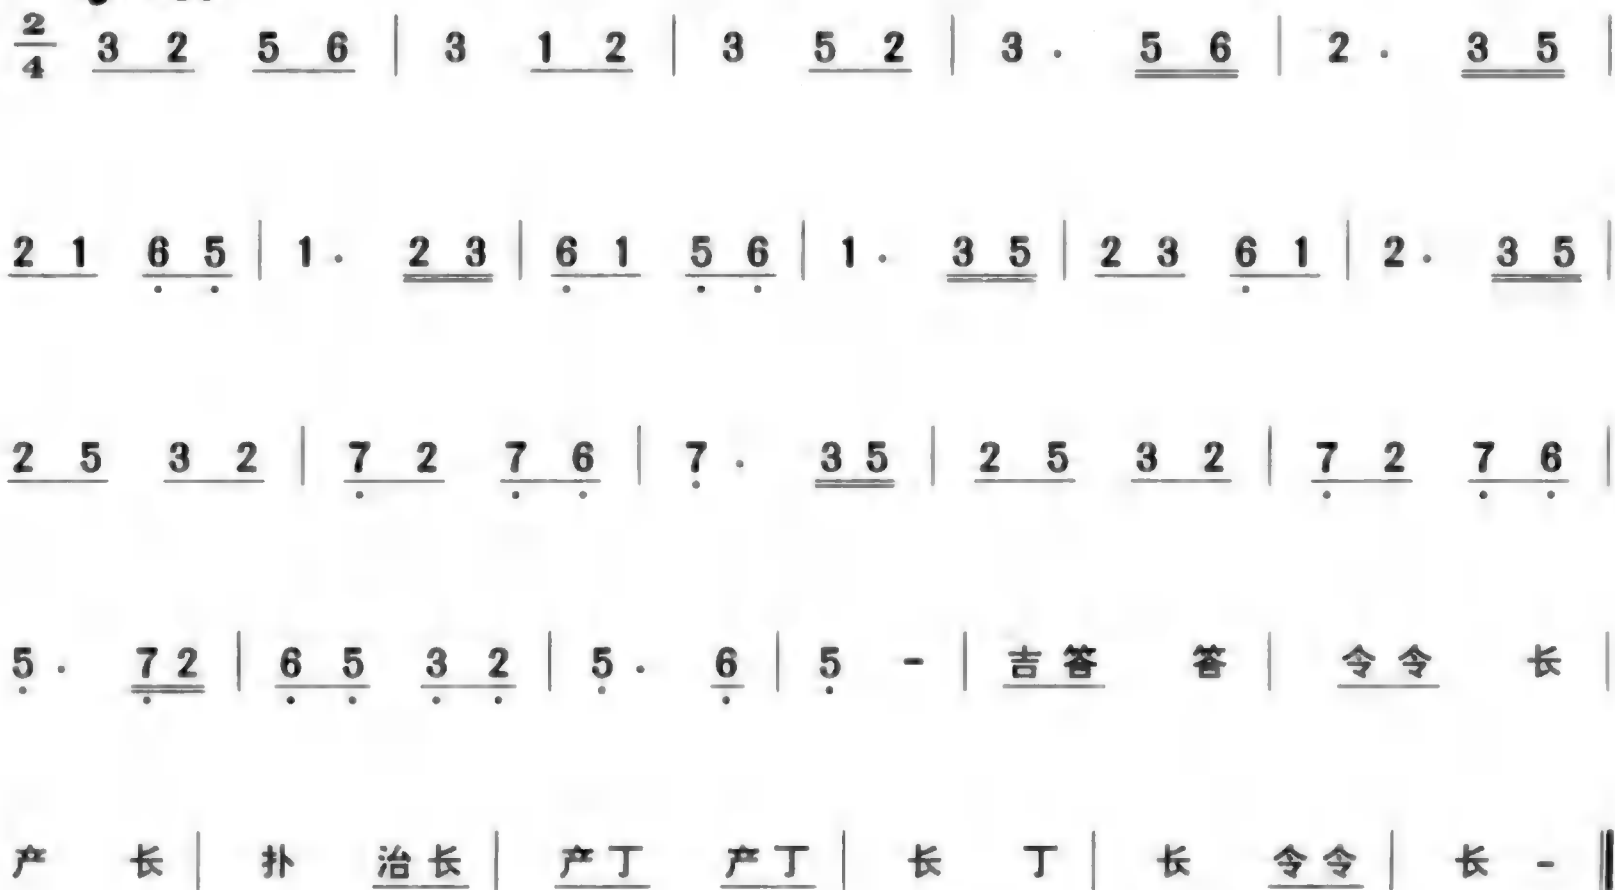 2/4 3 2 5 6 | 3 1 2 | 3 5 2 | 3 . 5 6 | 2 . 3 5 |
2 1 6̣ 5̣ | 1 . 2 3 | 6̣ 1 5̣ 6̣ | 1 . 3 5 | 2 3 6̣ 1 | 2 . 3 5 |
2 5 3 2 | 7̣ 2 7̣ 6̣ | 7̣ . 3 5 | 2 5 3 2 | 7̣ 2 7̣ 6̣ |
5̣ . 7̣ 2 | 6̣ 5̣ 3̣ 2̣ | 5̣ . 6̣ | 5̣ - | 吉答 答 | 令令 长 |
产 长 | 扑 治长 | 产丁 产丁 | 长 丁 | 长 令令 | 长 - ‖